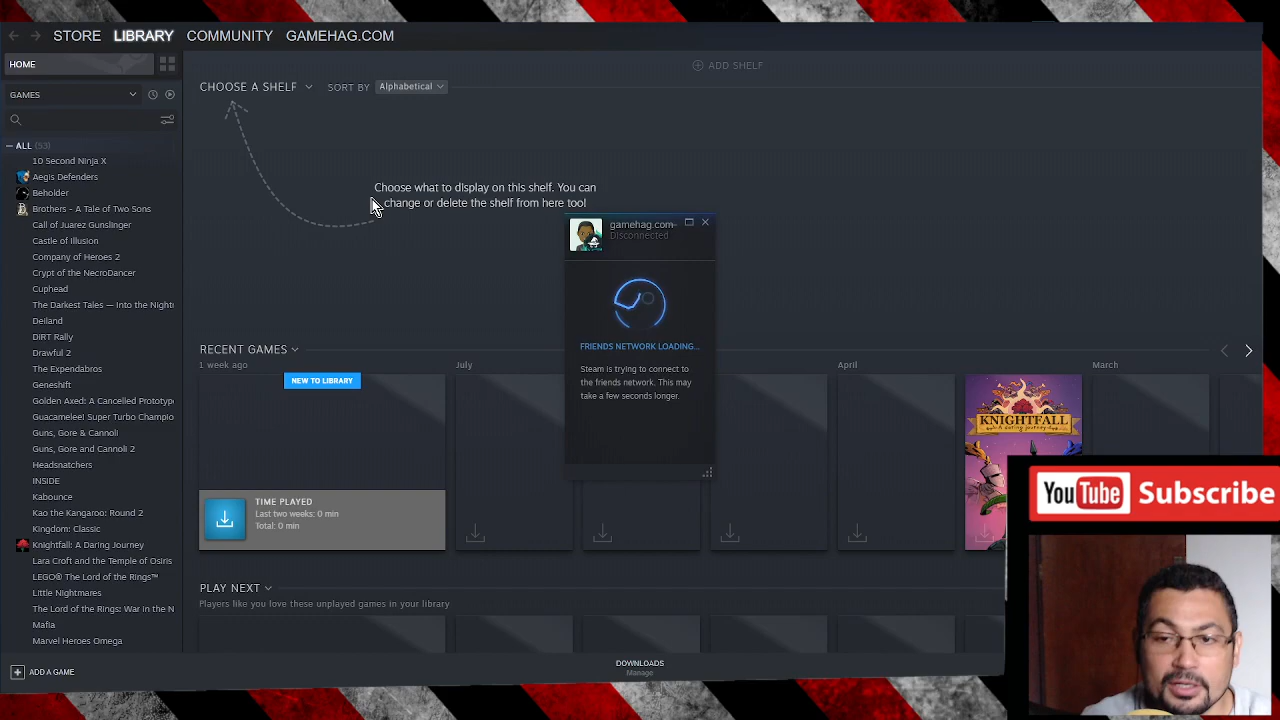 STORE LIBRARY COMMUNITY GAMEHAG.COM
HOME
ADD SHELF
GAMES
CHOOSE A SHELF
SORT BY Alphabetical
Choose what to display on this shelf. You can
change or delete the shelf from here too!
ALL (53)
10 Second Ninja X
Aegis Defenders
Beholder
Brothers - A Tale of Two Sons
Call of Juarez Gunslinger
Castle of Illusion
Company of Heroes 2
Crypt of the NecroDancer
Cuphead
The Darkest Tales — Into the Nightm
Deiland
DiRT Rally
Drawful 2
The Expendabros
Geneshift
Golden Axed: A Cancelled Prototype
Guacamelee! Super Turbo Champio
Guns, Gore & Cannoli
Guns, Gore and Cannoli 2
Headsnatchers
INSIDE
Kabounce
Kao the Kangaroo: Round 2
Kingdom: Classic
Knightfall: A Daring Journey
Lara Croft and the Temple of Osiris
LEGO® The Lord of the Rings™
Little Nightmares
The Lord of the Rings: War in the N
Mafia
Marvel Heroes Omega
gamehag.com
Disconnected
FRIENDS NETWORK LOADING...
Steam is trying to connect to
the friends network. This may
take a few seconds longer.
RECENT GAMES
1 week ago
July
April
March
NEW TO LIBRARY
TIME PLAYED
Last two weeks: 0 min
Total: 0 min
KNIGHTFALL
A daring journey
PLAY NEXT
Players like you love these unplayed games in your library
ADD A GAME
DOWNLOADS
Manage
YouTube Subscribe